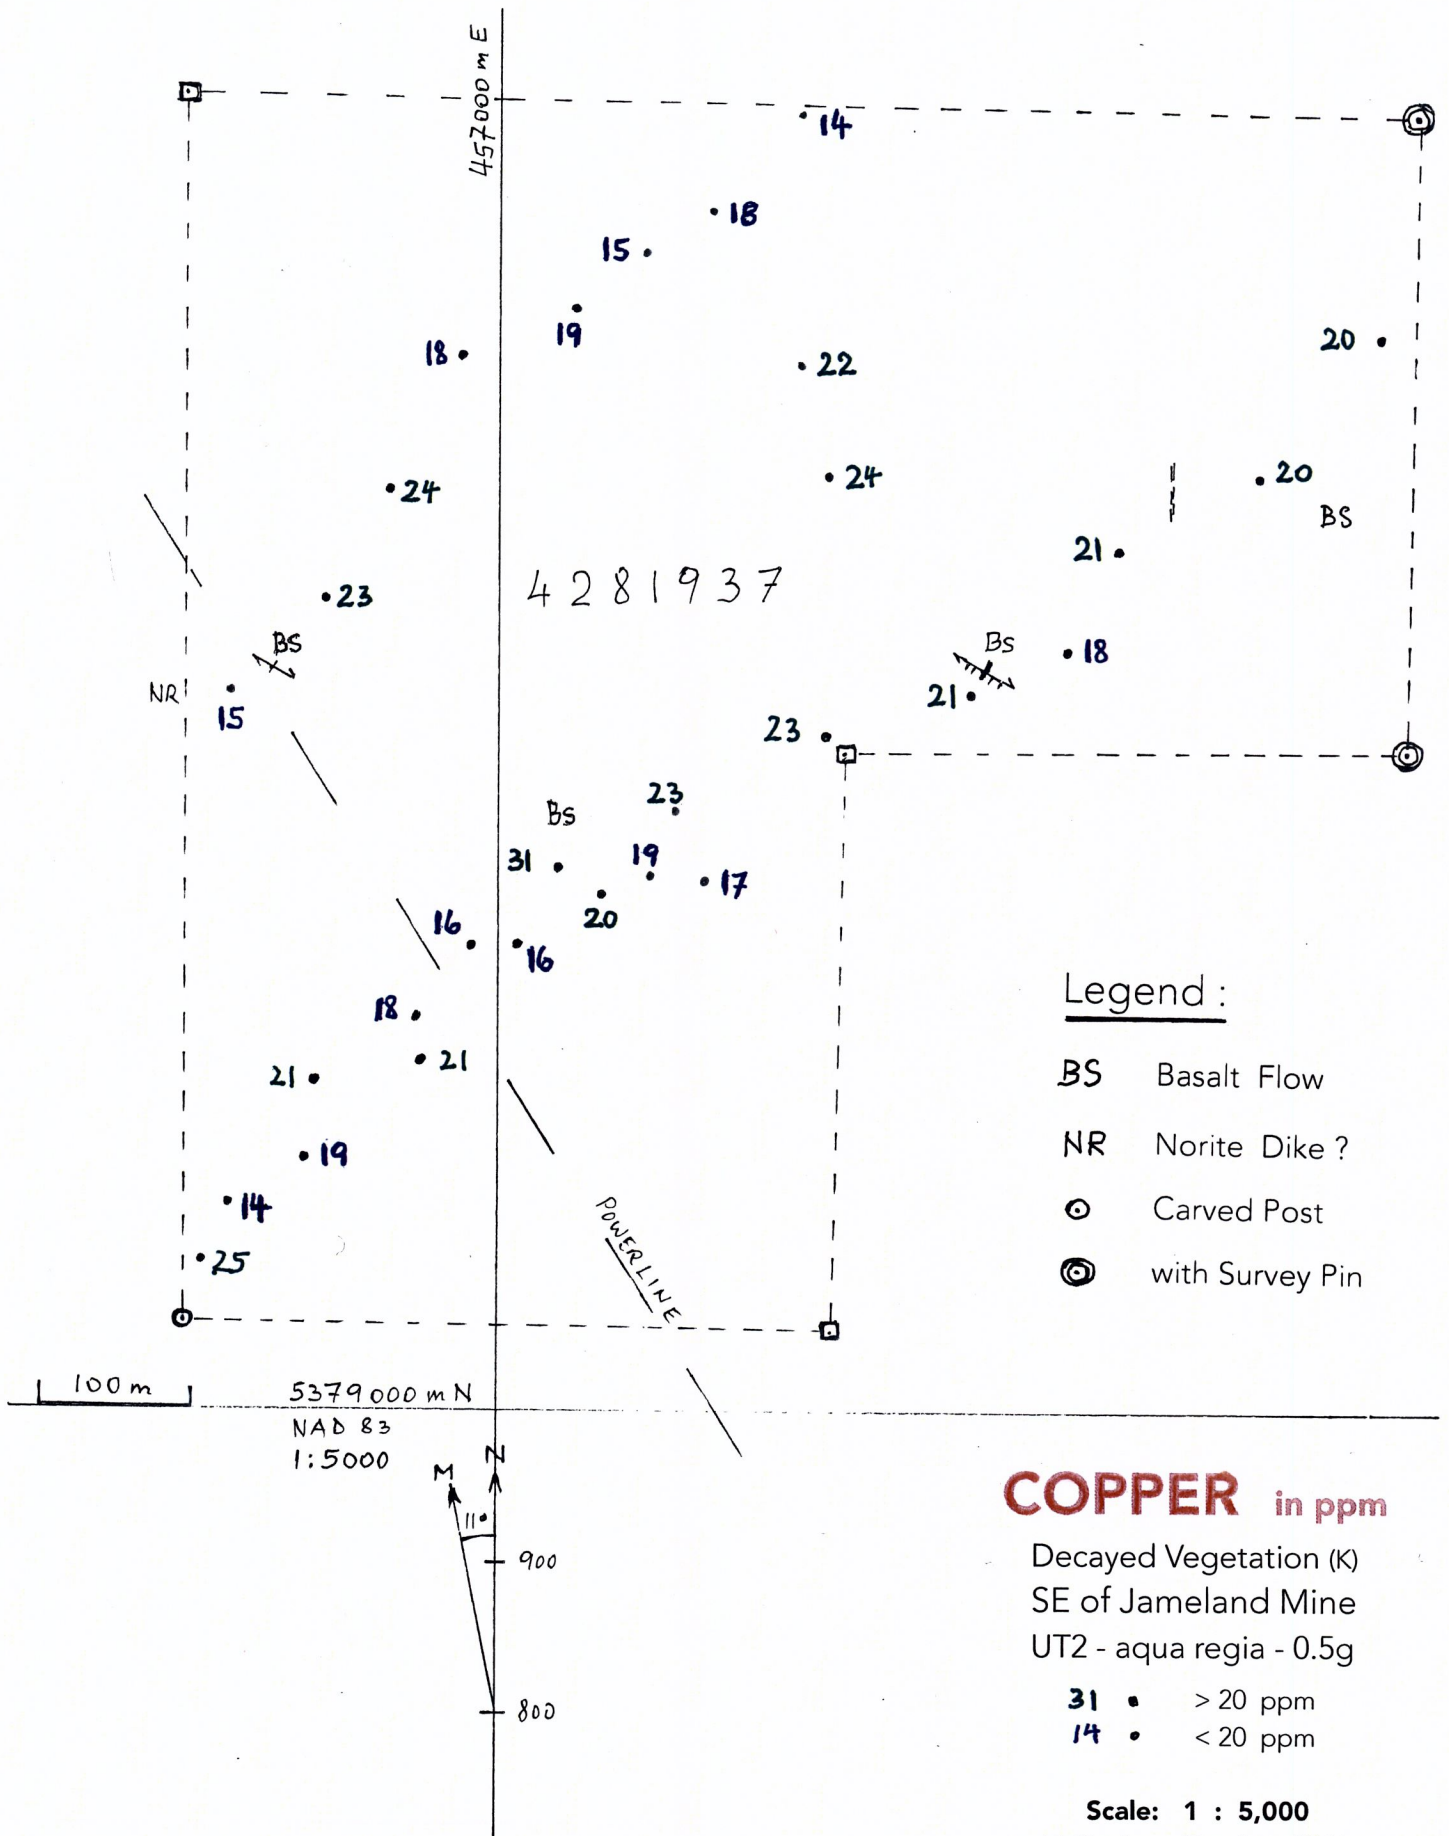 457000 m E
14
18
15
19
18
22
20
24
24
20
BS
21
23
4281937
BS
BS
18
NR
15
21
23
23
BS
31
19
17
20
16
16
18
21
21
19
14
25
POWERLINE
Legend :
BS Basalt Flow
NR Norite Dike ?
Carved Post
with Survey Pin
100 m
5379000 m N
NAD 83
1:5000
M
N
11°
900
800
COPPER in ppm
Decayed Vegetation (K)
SE of Jameland Mine
UT2 - aqua regia - 0.5g
31 • > 20 ppm
14 • < 20 ppm
Scale: 1 : 5,000